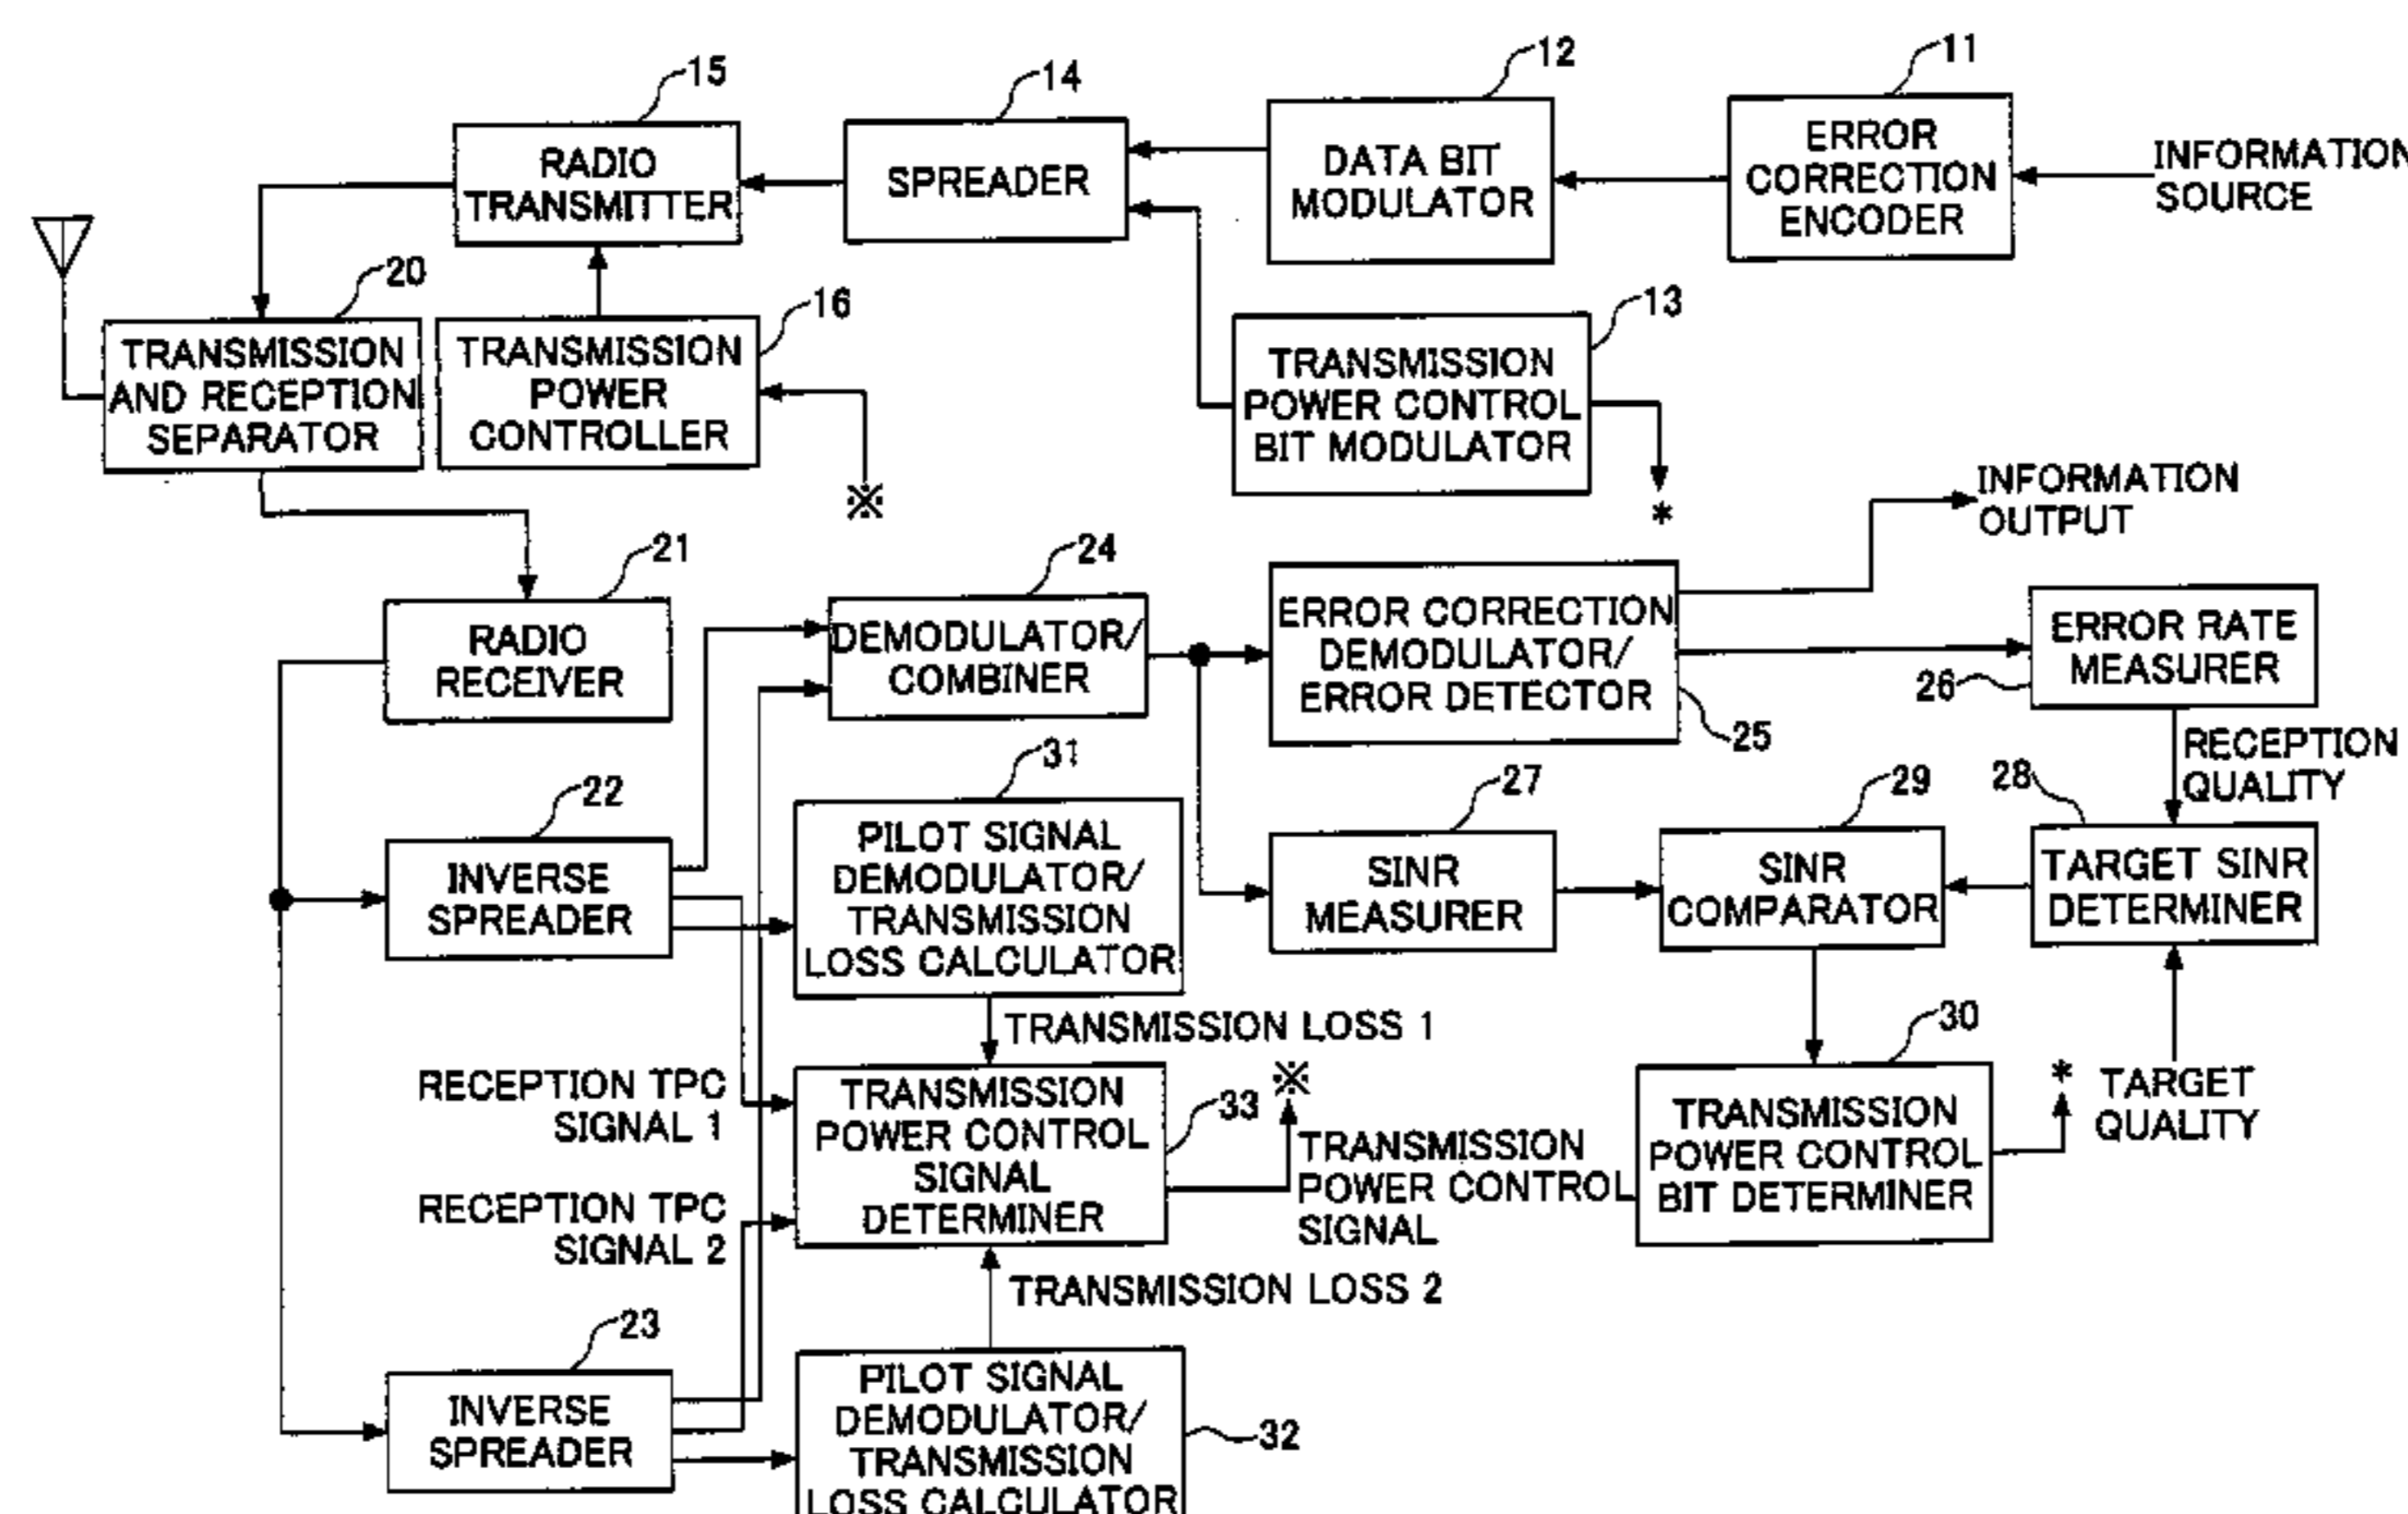 15
14
12
11
RADIO
TRANSMITTER
SPREADER
DATA BIT
MODULATOR
ERROR
CORRECTION
ENCODER
INFORMATION
SOURCE
20
16
13
TRANSMISSION
AND RECEPTION
SEPARATOR
TRANSMISSION
POWER
CONTROLLER
TRANSMISSION
POWER CONTROL
BIT MODULATOR
※
*
INFORMATION
OUTPUT
21
24
RADIO
RECEIVER
DEMODULATOR/
COMBINER
ERROR CORRECTION
DEMODULATOR/
ERROR DETECTOR
25
ERROR RATE
MEASURER
26
RECEPTION
QUALITY
22
31
27
29
28
INVERSE
SPREADER
PILOT SIGNAL
DEMODULATOR/
TRANSMISSION
LOSS CALCULATOR
SINR
MEASURER
SINR
COMPARATOR
TARGET SINR
DETERMINER
TRANSMISSION LOSS 1
30
RECEPTION TPC
SIGNAL 1
RECEPTION TPC
SIGNAL 2
TRANSMISSION
POWER CONTROL
SIGNAL
DETERMINER
33
※
TRANSMISSION
POWER CONTROL
SIGNAL
TRANSMISSION
POWER CONTROL
BIT DETERMINER
*
TARGET
QUALITY
TRANSMISSION LOSS 2
23
INVERSE
SPREADER
PILOT SIGNAL
DEMODULATOR/
TRANSMISSION
LOSS CALCULATOR
32